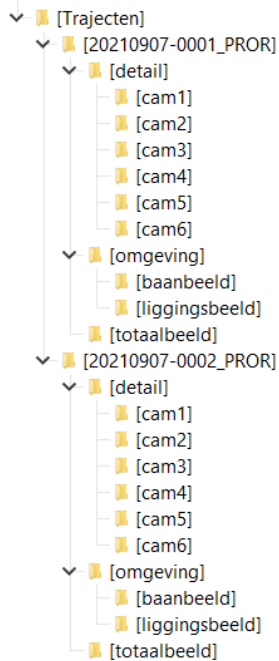 [Trajecten]
[20210907-0001_PROR]
[detail]
[cam1]
[cam2]
[cam3]
[cam4]
[cam5]
[cam6]
[omgeving]
[baanbeeld]
[liggingsbeeld]
[totaalbeeld]
[20210907-0002_PROR]
[detail]
[cam1]
[cam2]
[cam3]
[cam4]
[cam5]
[cam6]
[omgeving]
[baanbeeld]
[liggingsbeeld]
[totaalbeeld]